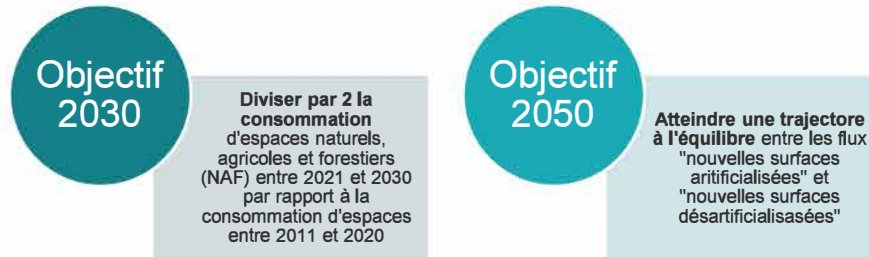 Objectif
2030
Diviser par 2 la
consommation
d'espaces naturels,
agricoles et forestiers
(NAF) entre 2021 et 2030
par rapport à la
consommation d'espaces
entre 2011 et 2020
Objectif
2050
Atteindre une trajectore
à l'équilibre entre les flux
"nouvelles surfaces
aritificialisées" et
"nouvelles surfaces
désartificialisasées"